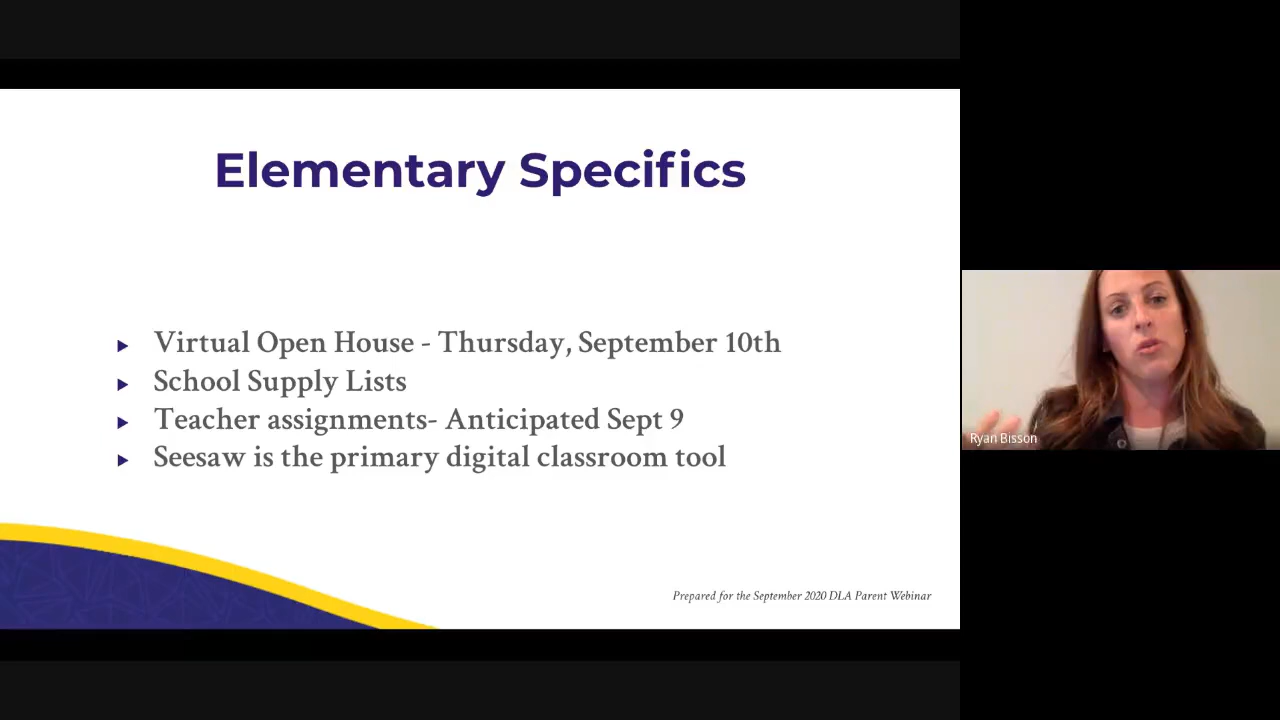 Elementary Specifics
Virtual Open House - Thursday, September 10th
School Supply Lists
Teacher assignments- Anticipated Sept 9
Seesaw is the primary digital classroom tool
Prepared for the September 2020 DLA Parent Webinar
Ryan Bisson